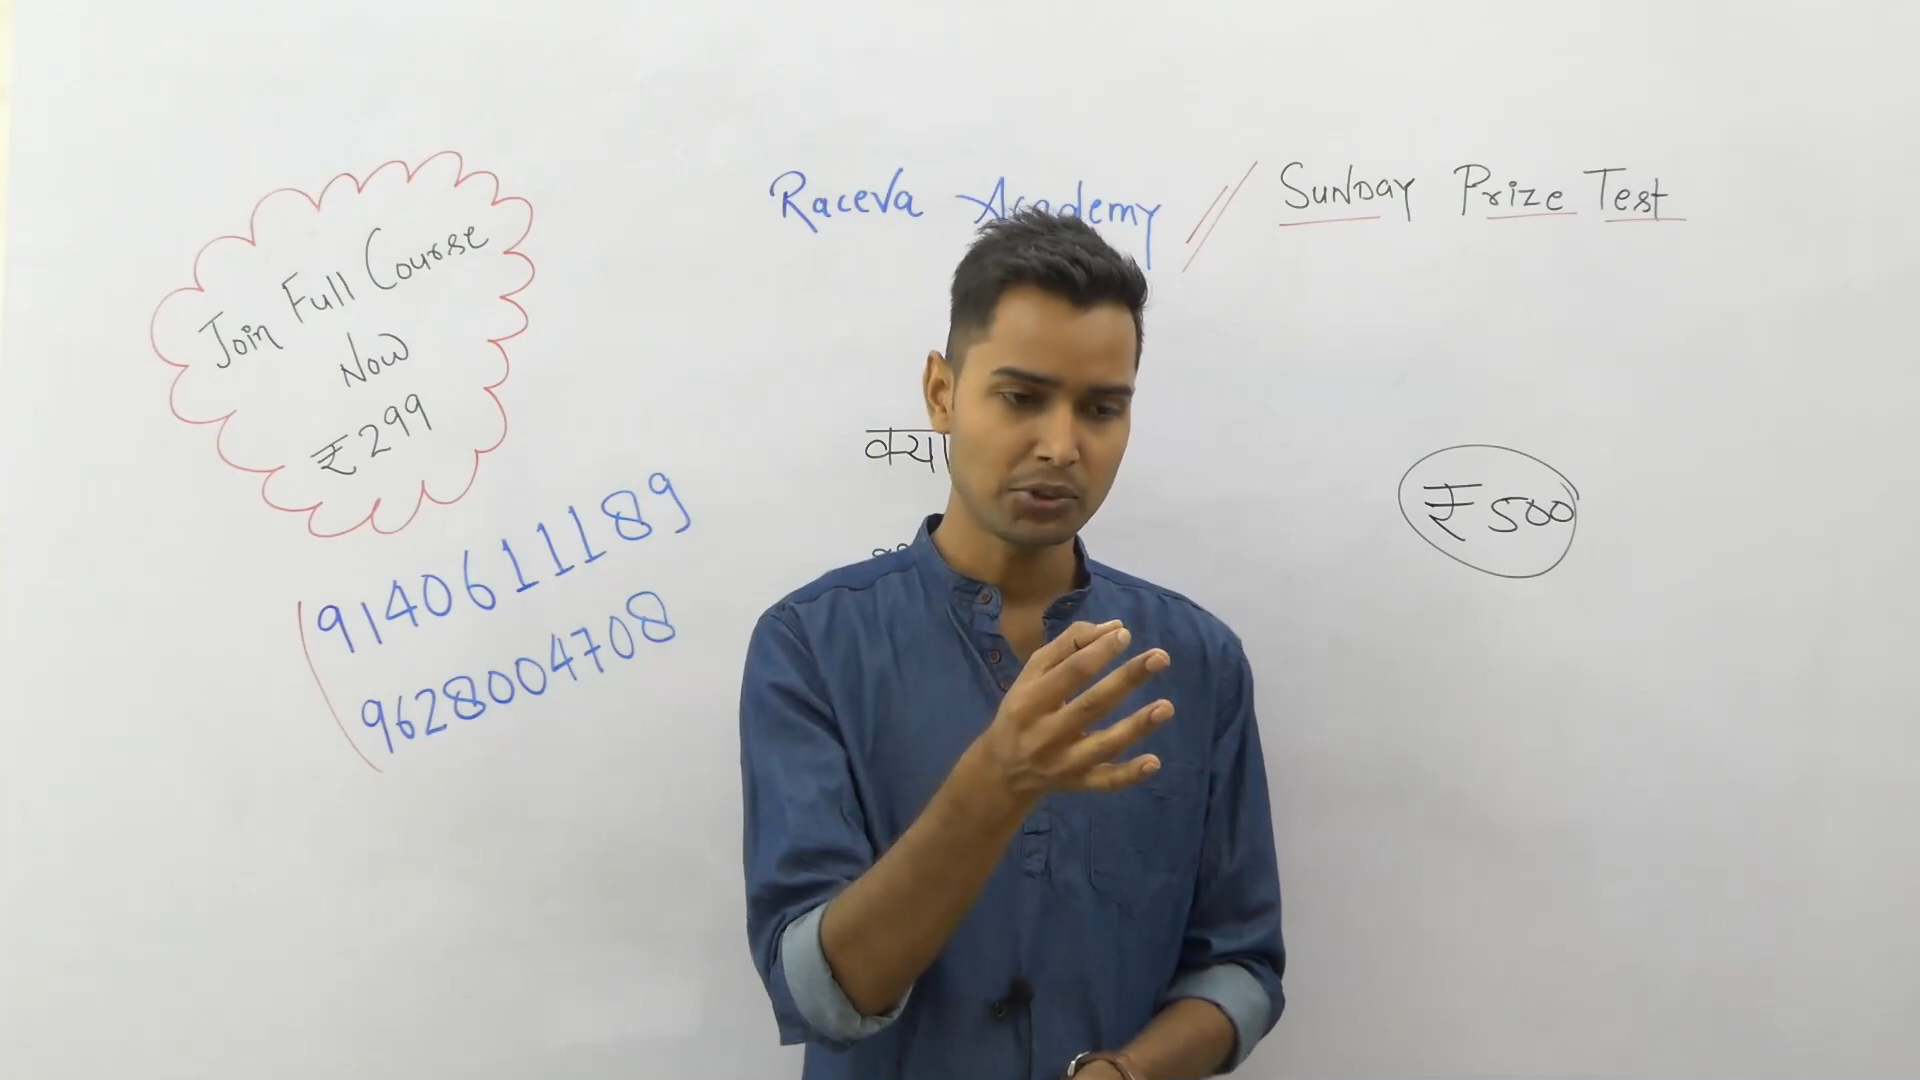 Raceva Academy // Sunday Prize Test
Join Full Course
Now
₹299
9140611189
9628004708
क्या
₹500